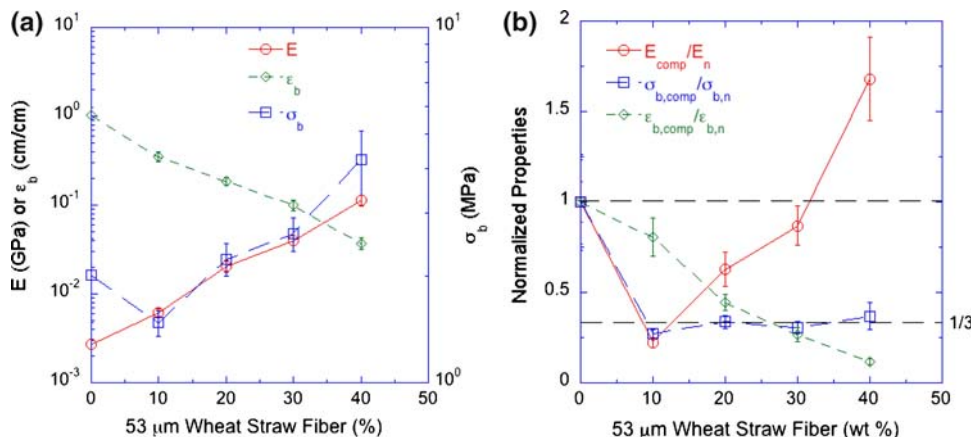 (a)
E (GPa) or ε_b (cm/cm)
10^1
10^0
10^-1
10^-2
10^-3
E
ε_b
σ_b
10^1
10^0
σ_b (MPa)
0 10 20 30 40 50
53 μm Wheat Straw Fiber (%)
(b)
Normalized Properties
2
1.5
1
0.5
0
E_comp/E_n
σ_b,comp/σ_b,n
ε_b,comp/ε_b,n
1/3
0 10 20 30 40 50
53 μm Wheat Straw Fiber (wt %)